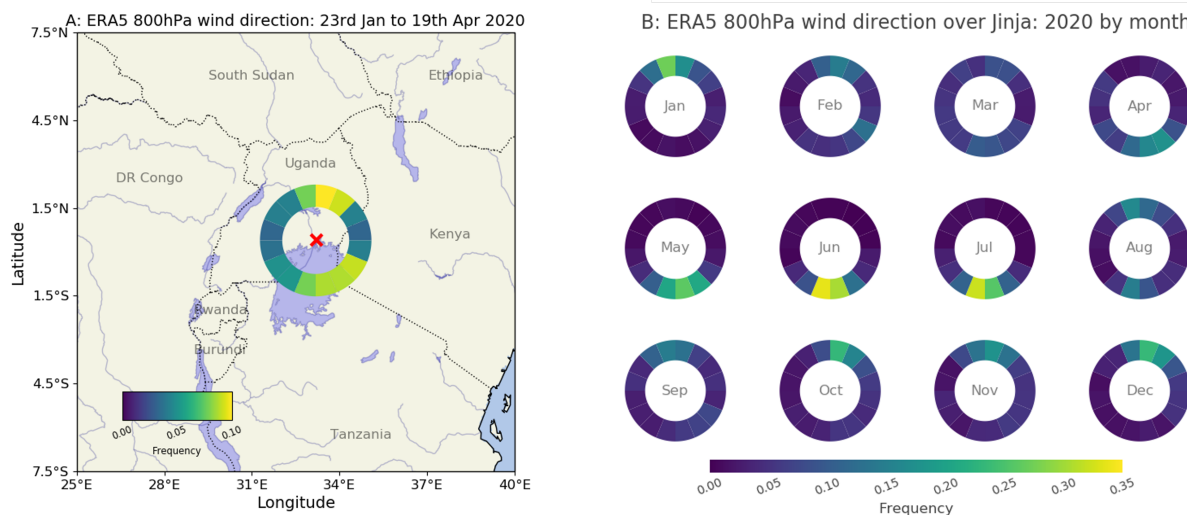 A: ERA5 800hPa wind direction: 23rd Jan to 19th Apr 2020
7.5°N
4.5°N
1.5°N
1.5°S
4.5°S
7.5°S
Latitude
25°E 28°E 31°E 34°E 37°E 40°E
Longitude
South Sudan
Ethiopia
Uganda
DR Congo
Kenya
Rwanda
Burundi
Tanzania
0.00 0.05 0.10
Frequency
B: ERA5 800hPa wind direction over Jinja: 2020 by month
Jan Feb Mar Apr
May Jun Jul Aug
Sep Oct Nov Dec
0.00 0.05 0.10 0.15 0.20 0.25 0.30 0.35
Frequency